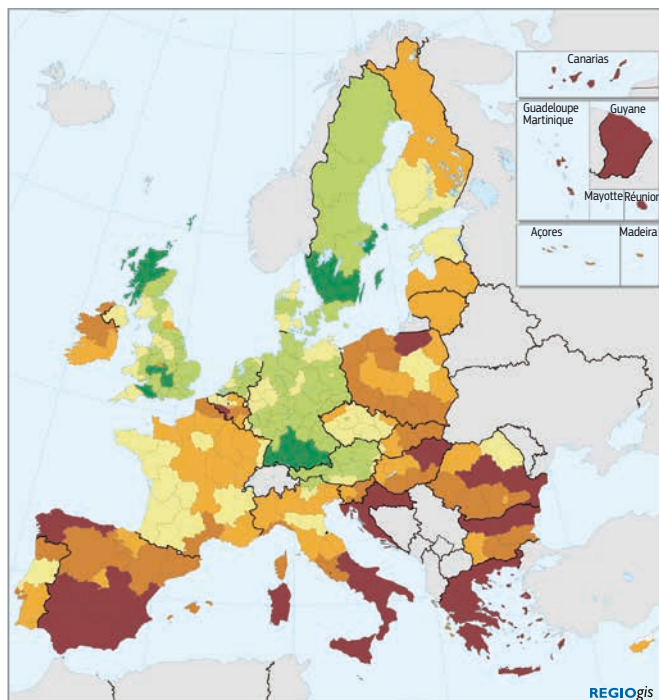 Canarias
Guadeloupe
Martinique
Guyane
Mayotte
Réunion
Açores
Madeira
REGIOgis